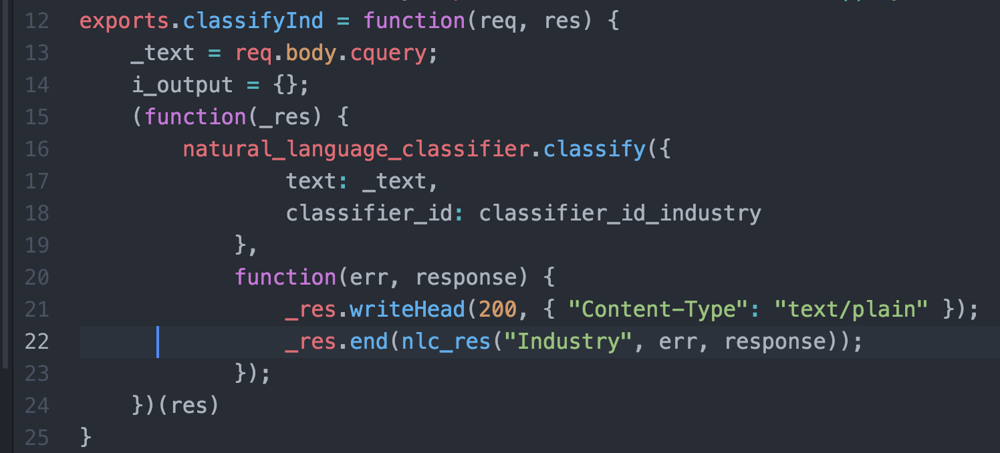 12 exports.classifyInd = function(req, res) {
13     _text = req.body.cquery;
14     i_output = {};
15     (function(_res) {
16         natural_language_classifier.classify({
17                 text: _text,
18                 classifier_id: classifier_id_industry
19             },
20             function(err, response) {
21                 _res.writeHead(200, { "Content-Type": "text/plain" });
22                 _res.end(nlc_res("Industry", err, response));
23             });
24     })(res)
25 }